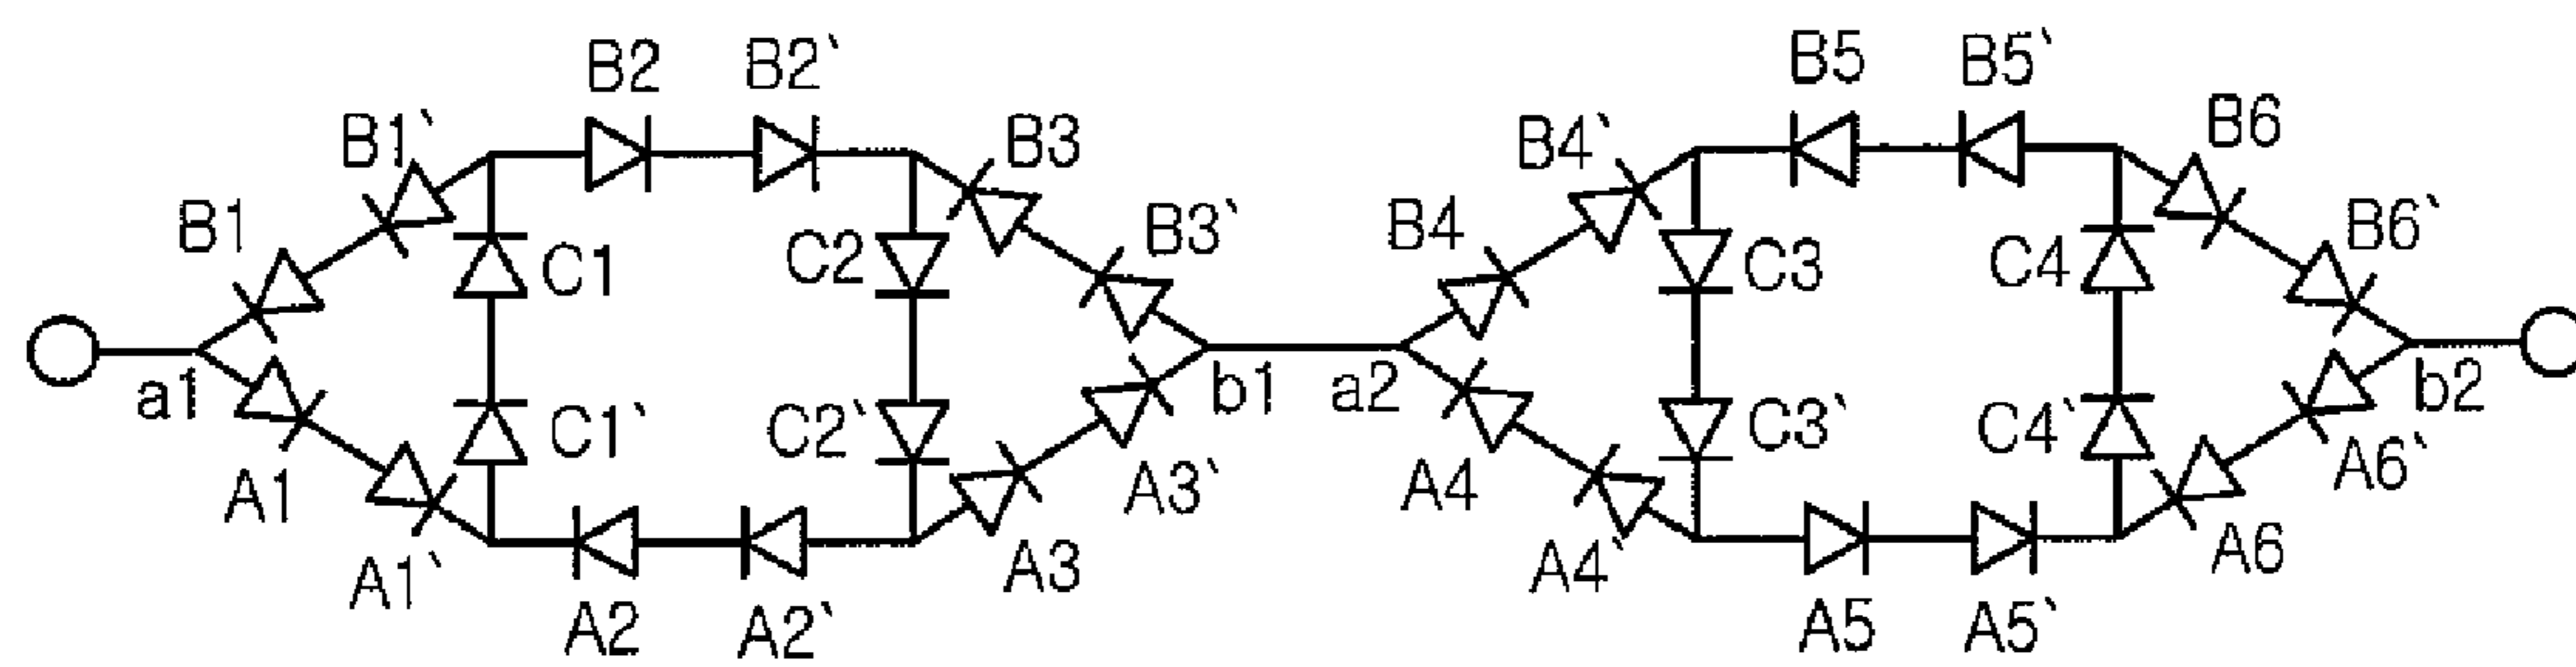 B2 B2` B5 B5`
B1` B3 B4` B6
B1 C1 C2 B3` B4 C3 C4 B6`
a1 b1 a2 b2
C1` C2` C3` C4`
A1 A3` A4 A6`
A1` A3 A4` A6
A2 A2` A5 A5`